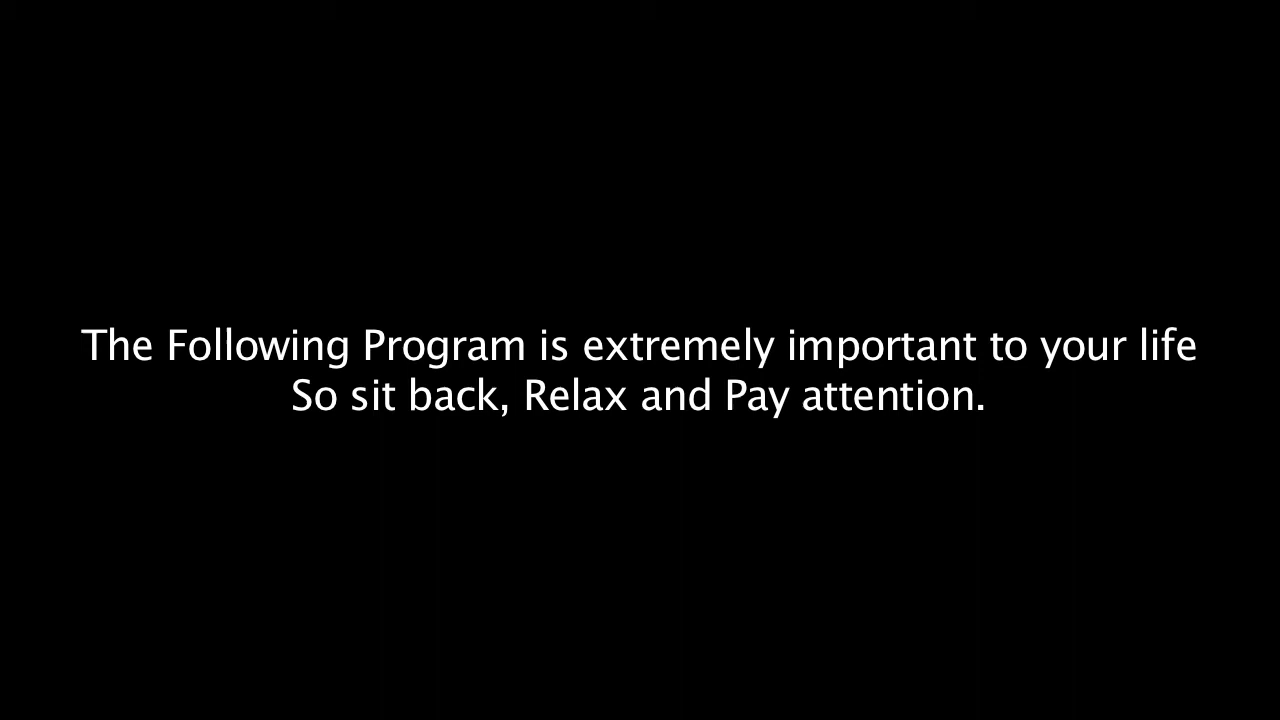 The Following Program is extremely important to your life
So sit back, Relax and Pay attention.